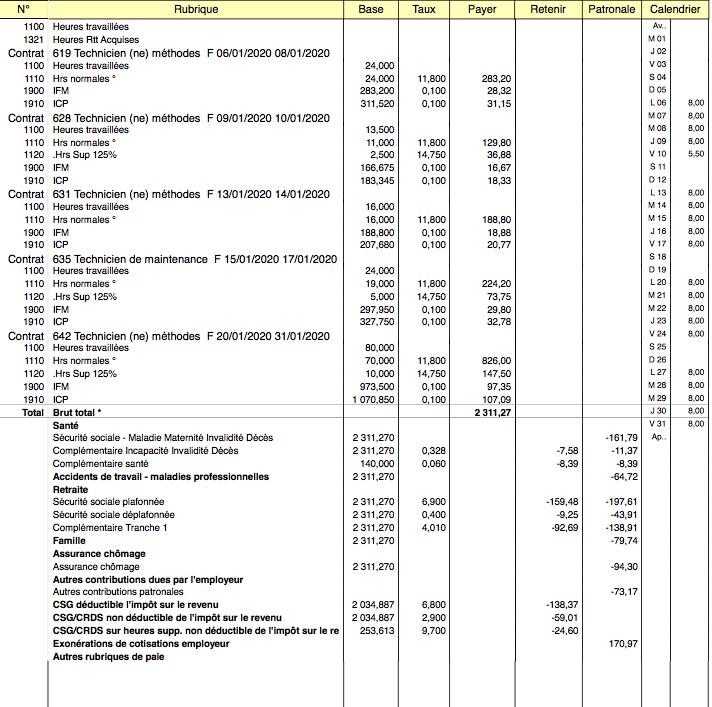 N° Rubrique Base Taux Payer Retenir Patronale Calendrier
1100 Heures travaillées Av..
1321 Heures Rtt Acquises M 01
Contrat 619 Technicien (ne) méthodes F 06/01/2020 08/01/2020 J 02
1100 Heures travaillées 24,000 V 03
1110 Hrs normales ° 24,000 11,800 283,20 S 04
1900 IFM 283,200 0,100 28,32 D 05
1910 ICP 311,520 0,100 31,15 L 06 8,00
Contrat 628 Technicien (ne) méthodes F 09/01/2020 10/01/2020 M 07 8,00
1100 Heures travaillées 13,500 M 08 8,00
1110 Hrs normales ° 11,000 11,800 129,80 J 09 8,00
1120 .Hrs Sup 125% 2,500 14,750 36,88 V 10 5,50
1900 IFM 166,675 0,100 16,67 S 11
1910 ICP 183,345 0,100 18,33 D 12
Contrat 631 Technicien (ne) méthodes F 13/01/2020 14/01/2020 L 13 8,00
1100 Heures travaillées 16,000 M 14 8,00
1110 Hrs normales ° 16,000 11,800 188,80 M 15 8,00
1900 IFM 188,800 0,100 18,88 J 16 8,00
1910 ICP 207,680 0,100 20,77 V 17 8,00
Contrat 635 Technicien de maintenance F 15/01/2020 17/01/2020 S 18
1100 Heures travaillées 24,000 D 19
1110 Hrs normales ° 19,000 11,800 224,20 L 20 8,00
1120 .Hrs Sup 125% 5,000 14,750 73,75 M 21 8,00
1900 IFM 297,950 0,100 29,80 M 22 8,00
1910 ICP 327,750 0,100 32,78 J 23 8,00
Contrat 642 Technicien (ne) méthodes F 20/01/2020 31/01/2020 V 24 8,00
1100 Heures travaillées 80,000 S 25
1110 Hrs normales ° 70,000 11,800 826,00 D 26
1120 .Hrs Sup 125% 10,000 14,750 147,50 L 27 8,00
1900 IFM 973,500 0,100 97,35 M 28 8,00
1910 ICP 1 070,850 0,100 107,09 M 29 8,00
Total Brut total * 2 311,27 J 30 8,00
Santé V 31 8,00
Sécurité sociale - Maladie Maternité Invalidité Décès 2 311,270 -161,79 Ap..
Complémentaire Incapacité Invalidité Décès 2 311,270 0,328 -7,58 -11,37
Complémentaire santé 140,000 0,060 -8,39 -8,39
Accidents de travail - maladies professionnelles 2 311,270 -64,72
Retraite
Sécurité sociale plafonnée 2 311,270 6,900 -159,48 -197,61
Sécurité sociale déplafonnée 2 311,270 0,400 -9,25 -43,91
Complémentaire Tranche 1 2 311,270 4,010 -92,69 -138,91
Famille 2 311,270 -79,74
Assurance chômage
Assurance chômage 2 311,270 -94,30
Autres contributions dues par l'employeur
Autres contributions patronales -73,17
CSG déductible l'impôt sur le revenu 2 034,887 6,800 -138,37
CSG/CRDS non déductible de l'impôt sur le revenu 2 034,887 2,900 -59,01
CSG/CRDS sur heures supp. non déductible de l'impôt sur le re 253,613 9,700 -24,60
Exonérations de cotisations employeur 170,97
Autres rubriques de paie